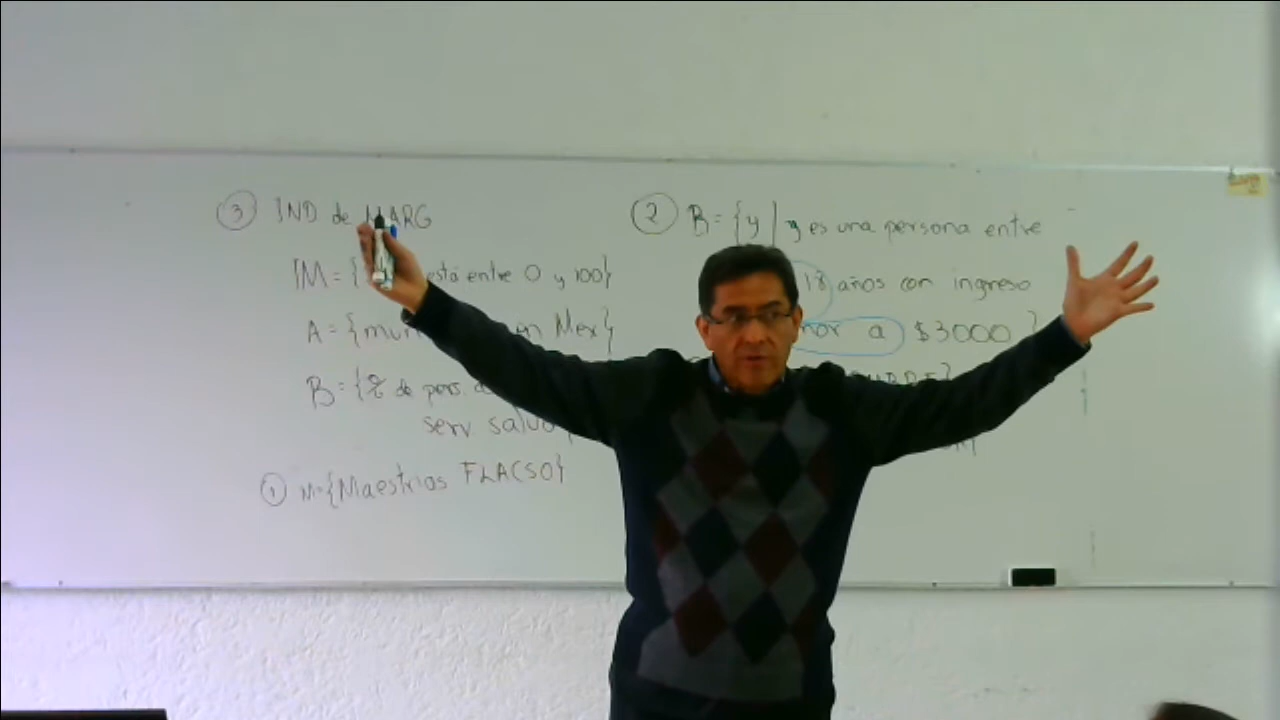 ③ IND de MARG
IM = { está entre 0 y 100}
A = {mun en Mex}
B = {% de pers.
serv salud
① M={Maestrias FLACSO}
② B = {y | y es una persona entre
18 años con ingreso
a $3000 }